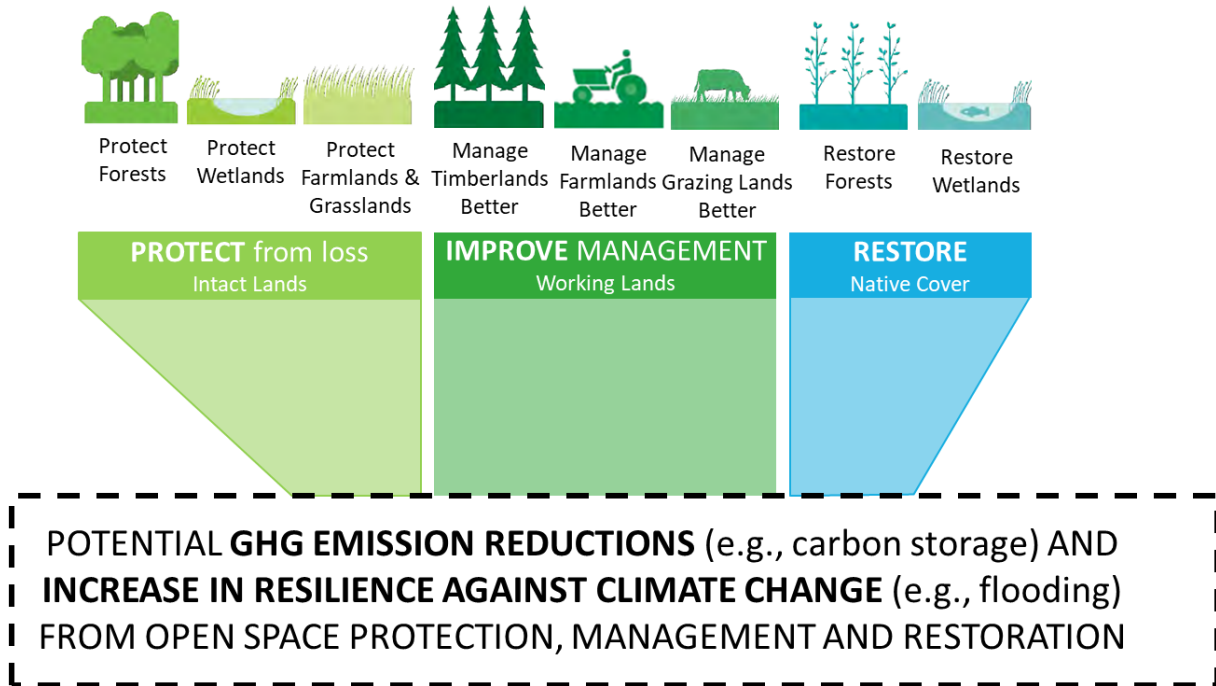 Protect
Forests
Protect
Wetlands
Protect
Farmlands &
Grasslands
Manage
Timberlands
Better
Manage
Farmlands
Better
Manage
Grazing Lands
Better
Restore
Forests
Restore
Wetlands
PROTECT from loss
Intact Lands
IMPROVE MANAGEMENT
Working Lands
RESTORE
Native Cover
POTENTIAL GHG EMISSION REDUCTIONS (e.g., carbon storage) AND
INCREASE IN RESILIENCE AGAINST CLIMATE CHANGE (e.g., flooding)
FROM OPEN SPACE PROTECTION, MANAGEMENT AND RESTORATION